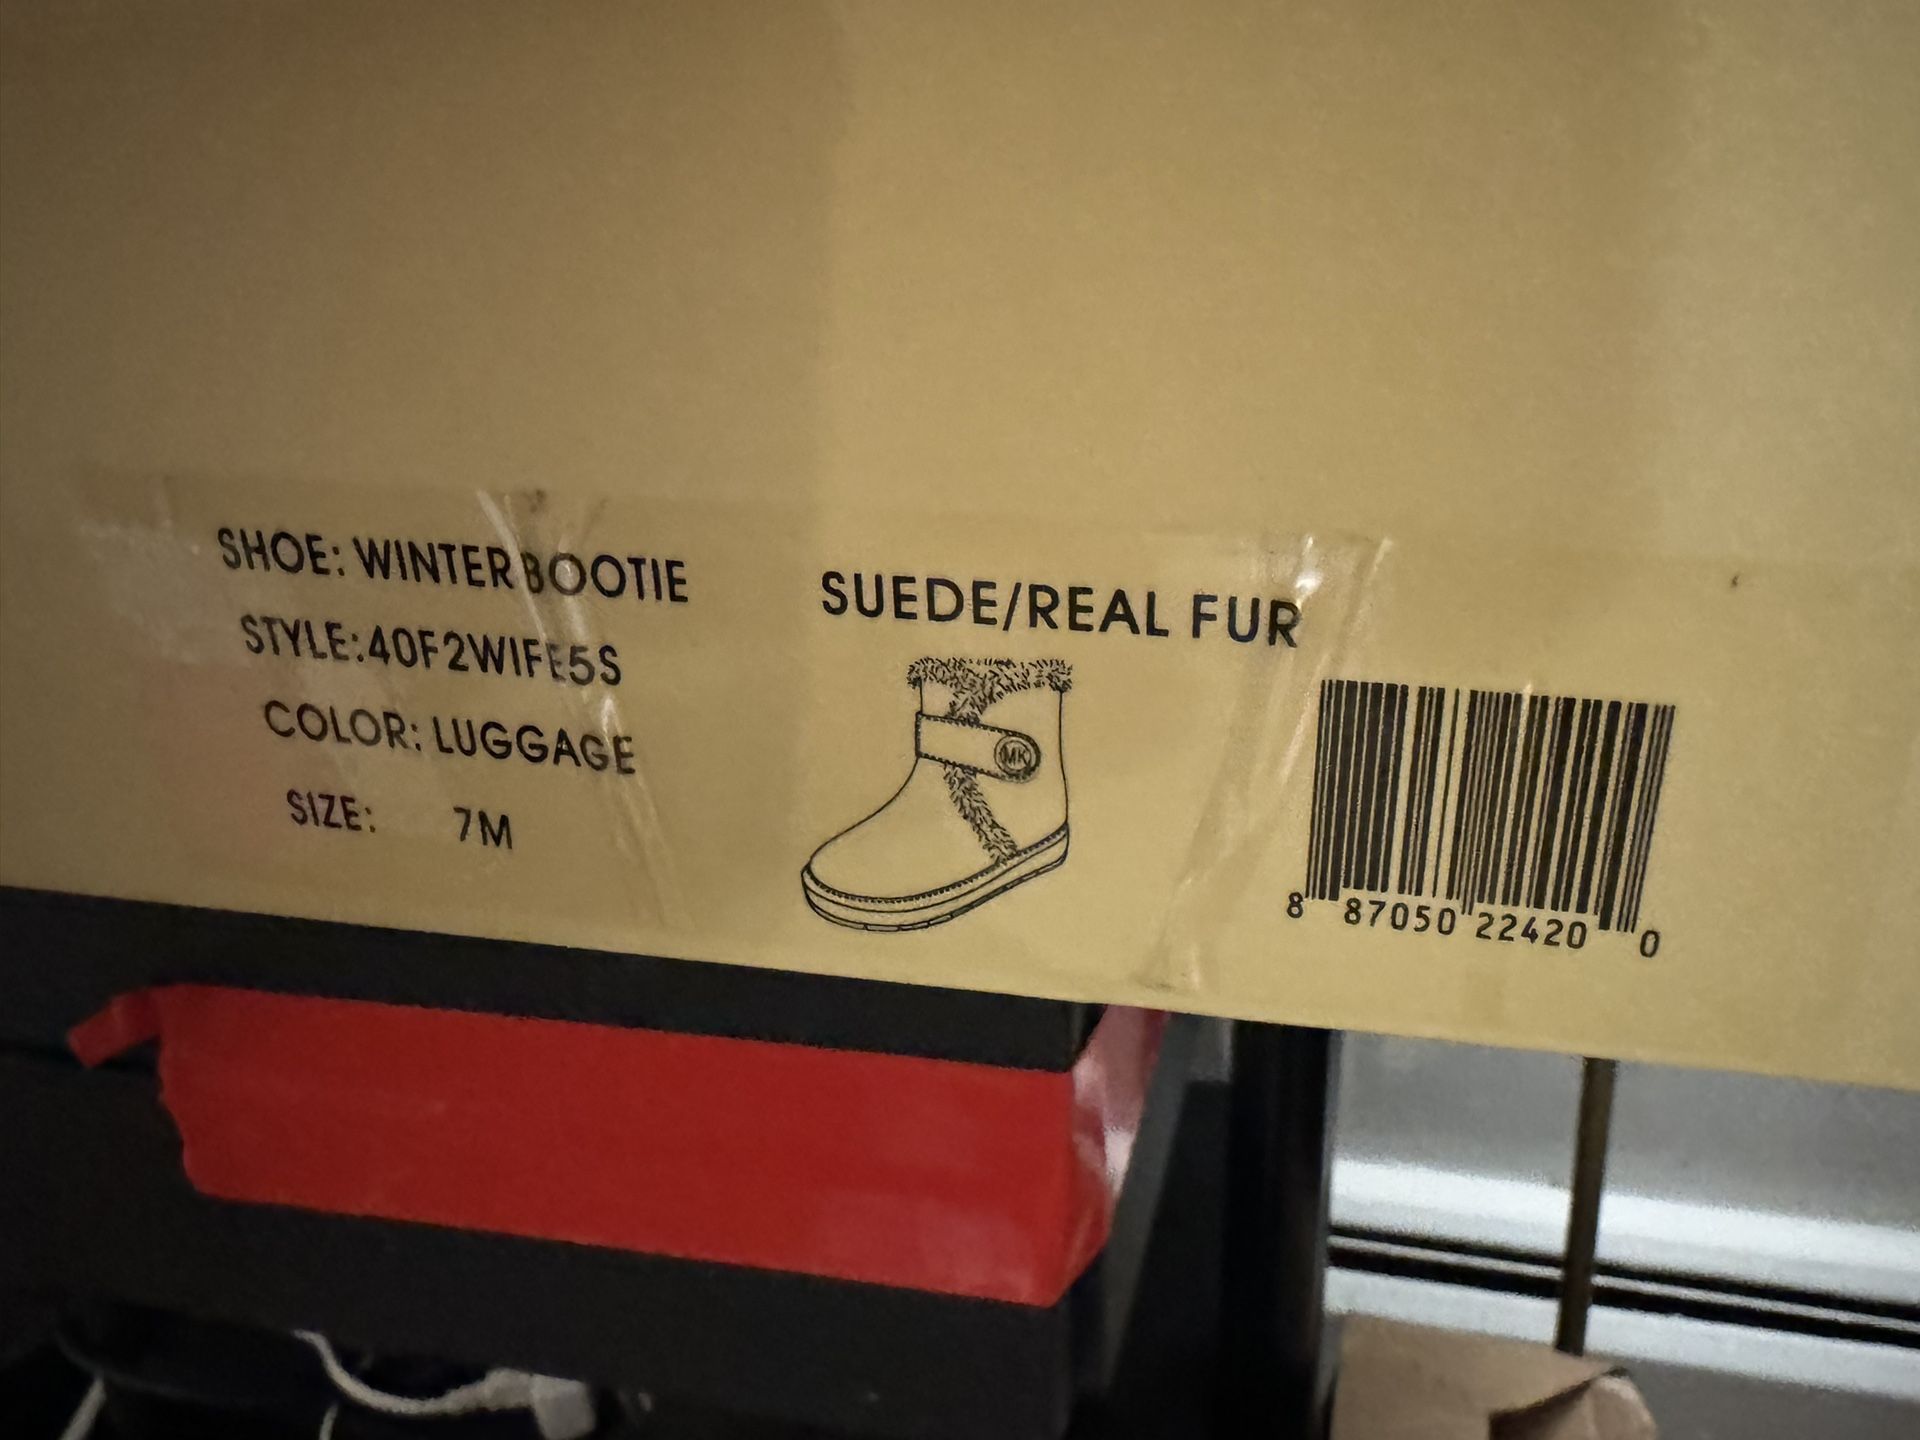 SHOE: WINTER BOOTIE
STYLE:40F2WIFE5S
COLOR: LUGGAGE
SIZE: 7M
SUEDE/REAL FUR
MK
8 87050 22420 0